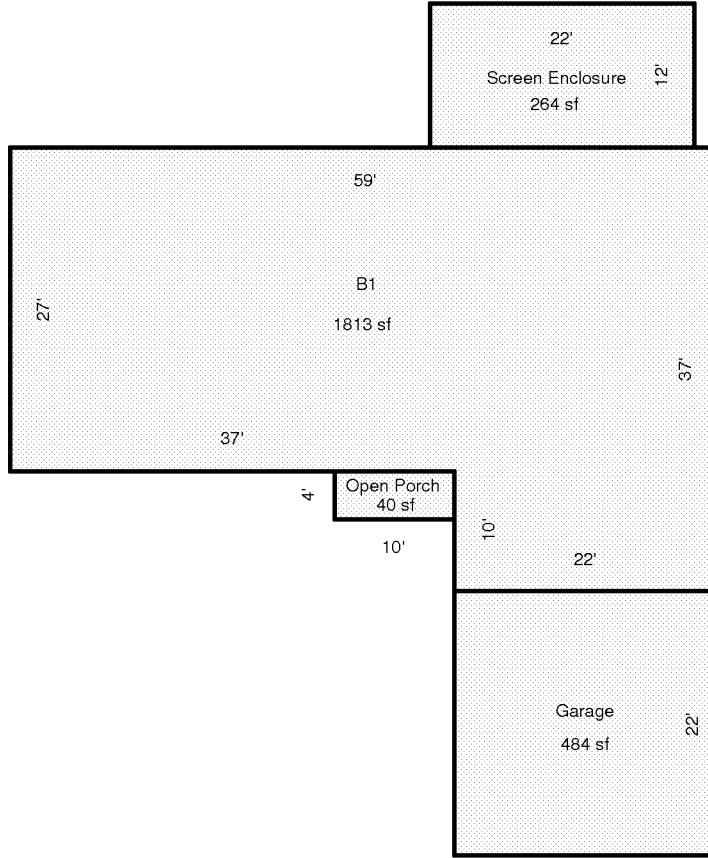 22'
Screen Enclosure
12'
264 sf
59'
B1
27'
1813 sf
37'
37'
4'
Open Porch
40 sf
10'
10'
22'
Garage
22'
484 sf